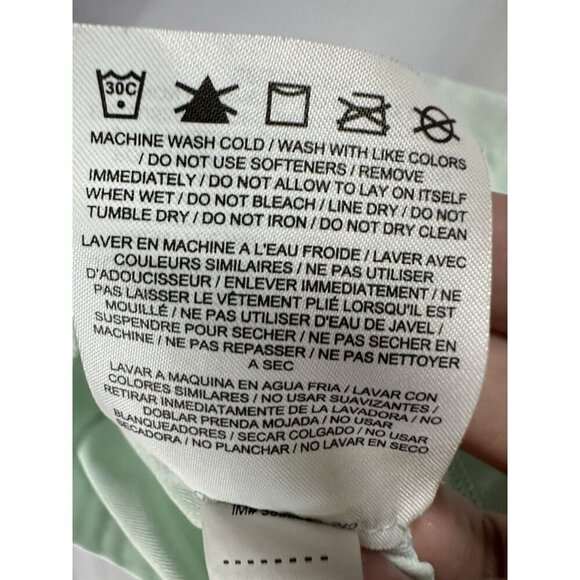 30C
MACHINE WASH COLD / WASH WITH LIKE COLORS
/ DO NOT USE SOFTENERS / REMOVE
IMMEDIATELY / DO NOT ALLOW TO LAY ON ITSELF
WHEN WET / DO NOT BLEACH / LINE DRY / DO NOT
TUMBLE DRY / DO NOT IRON / DO NOT DRY CLEAN
LAVER EN MACHINE A L'EAU FROIDE / LAVER AVEC
COULEURS SIMILAIRES / NE PAS UTILISER
D'ADOUCISSEUR / ENLEVER IMMEDIATEMENT / NE
PAS LAISSER LE VÊTEMENT PLIÉ LORSQU'IL EST
MOUILLÉ / NE PAS UTILISER D'EAU DE JAVEL /
SUSPENDRE POUR SECHER / NE PAS SECHER EN
MACHINE / NE PAS REPASSER / NE PAS NETTOYER
A SEC
LAVAR A MAQUINA EN AGUA FRIA / LAVAR CON
COLORES SIMILARES / NO USAR SUAVIZANTES /
RETIRAR INMEDIATAMENTE DE LA LAVADORA / NO
DOBLAR PRENDA MOJADA / NO USAR
BLANQUEADORES / SECAR COLGADO / NO USAR
SECADORA / NO PLANCHAR / NO LAVAR EN SECO